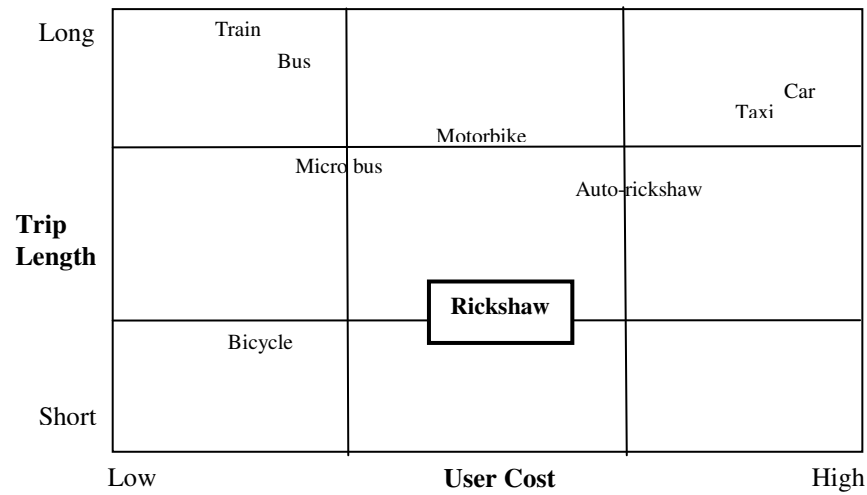 Long
Train
Bus
Car
Taxi
Motorbike
Micro bus
Auto-rickshaw
Trip
Length
Rickshaw
Bicycle
Short
Low
User Cost
High